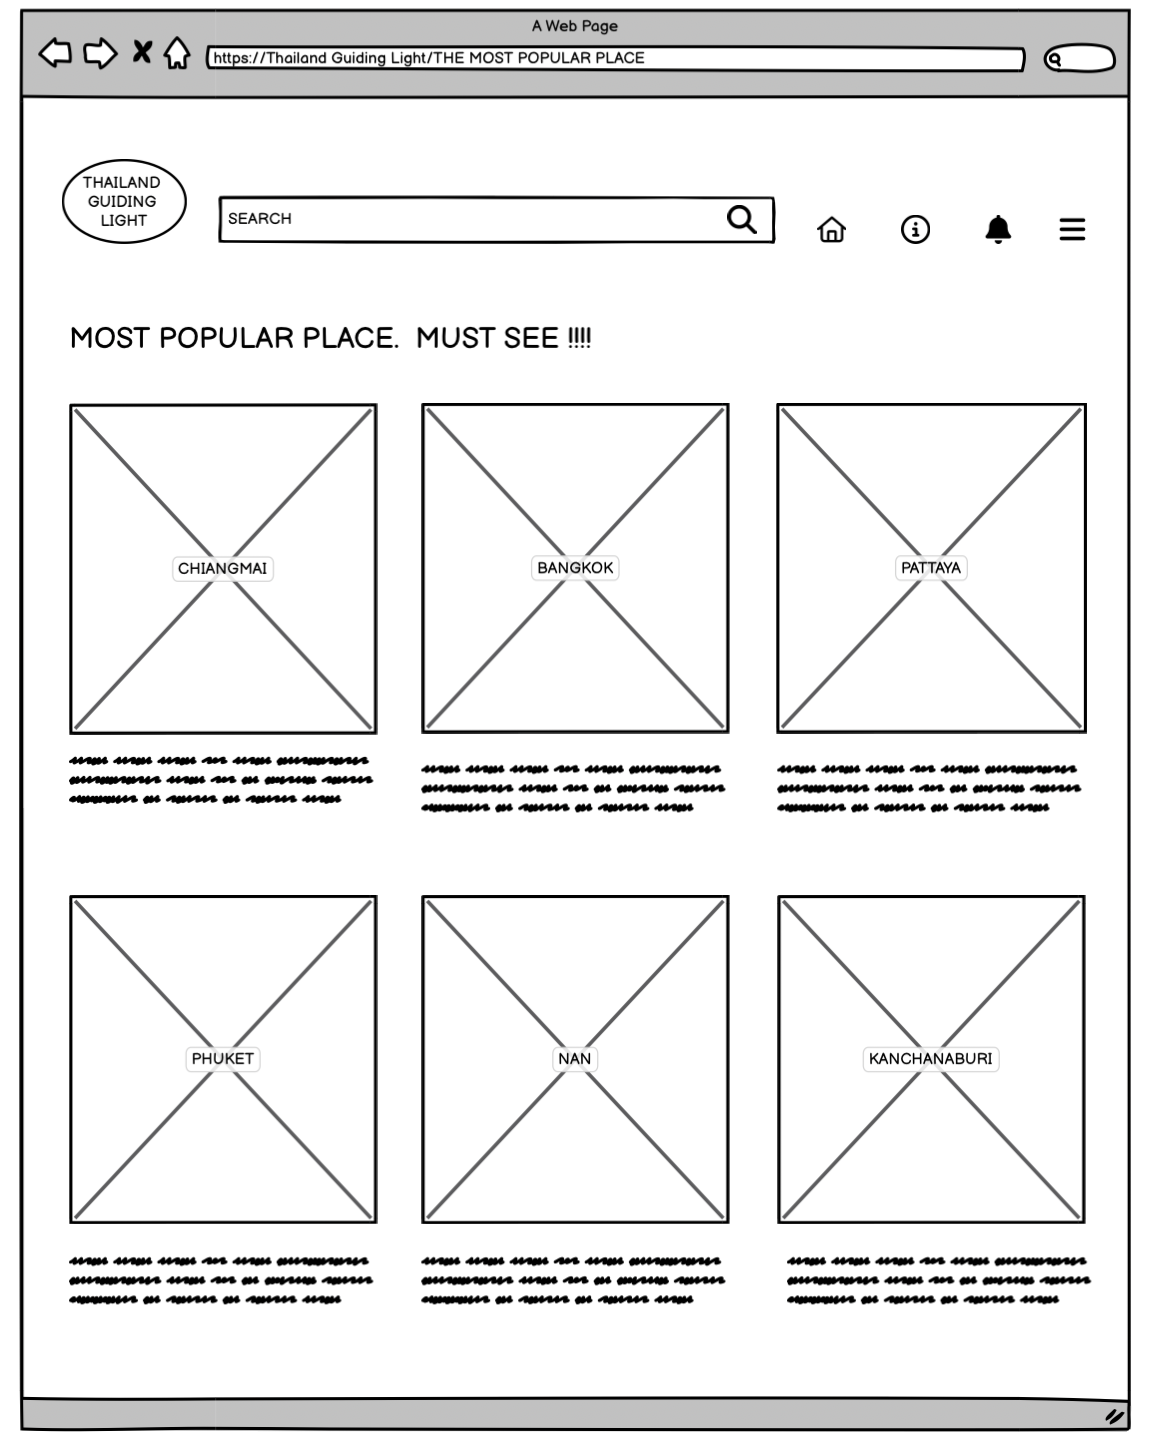 A Web Page
https://Thailand Guiding Light/THE MOST POPULAR PLACE
THAILAND
GUIDING
LIGHT
SEARCH
MOST POPULAR PLACE.  MUST SEE !!!!
CHIANGMAI
BANGKOK
PATTAYA
PHUKET
NAN
KANCHANABURI